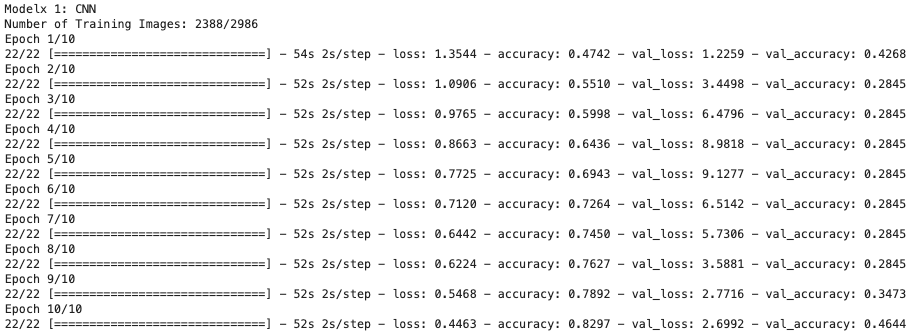 Modelx 1: CNN
Number of Training Images: 2388/2986
Epoch 1/10
22/22 [==============================] - 54s 2s/step - loss: 1.3544 - accuracy: 0.4742 - val_loss: 1.2259 - val_accuracy: 0.4268
Epoch 2/10
22/22 [==============================] - 52s 2s/step - loss: 1.0906 - accuracy: 0.5510 - val_loss: 3.4498 - val_accuracy: 0.2845
Epoch 3/10
22/22 [==============================] - 52s 2s/step - loss: 0.9765 - accuracy: 0.5998 - val_loss: 6.4796 - val_accuracy: 0.2845
Epoch 4/10
22/22 [==============================] - 52s 2s/step - loss: 0.8663 - accuracy: 0.6436 - val_loss: 8.9818 - val_accuracy: 0.2845
Epoch 5/10
22/22 [==============================] - 52s 2s/step - loss: 0.7725 - accuracy: 0.6943 - val_loss: 9.1277 - val_accuracy: 0.2845
Epoch 6/10
22/22 [==============================] - 52s 2s/step - loss: 0.7120 - accuracy: 0.7264 - val_loss: 6.5142 - val_accuracy: 0.2845
Epoch 7/10
22/22 [==============================] - 52s 2s/step - loss: 0.6442 - accuracy: 0.7450 - val_loss: 5.7306 - val_accuracy: 0.2845
Epoch 8/10
22/22 [==============================] - 52s 2s/step - loss: 0.6224 - accuracy: 0.7627 - val_loss: 3.5881 - val_accuracy: 0.2845
Epoch 9/10
22/22 [==============================] - 52s 2s/step - loss: 0.5468 - accuracy: 0.7892 - val_loss: 2.7716 - val_accuracy: 0.3473
Epoch 10/10
22/22 [==============================] - 52s 2s/step - loss: 0.4463 - accuracy: 0.8297 - val_loss: 2.6992 - val_accuracy: 0.4644